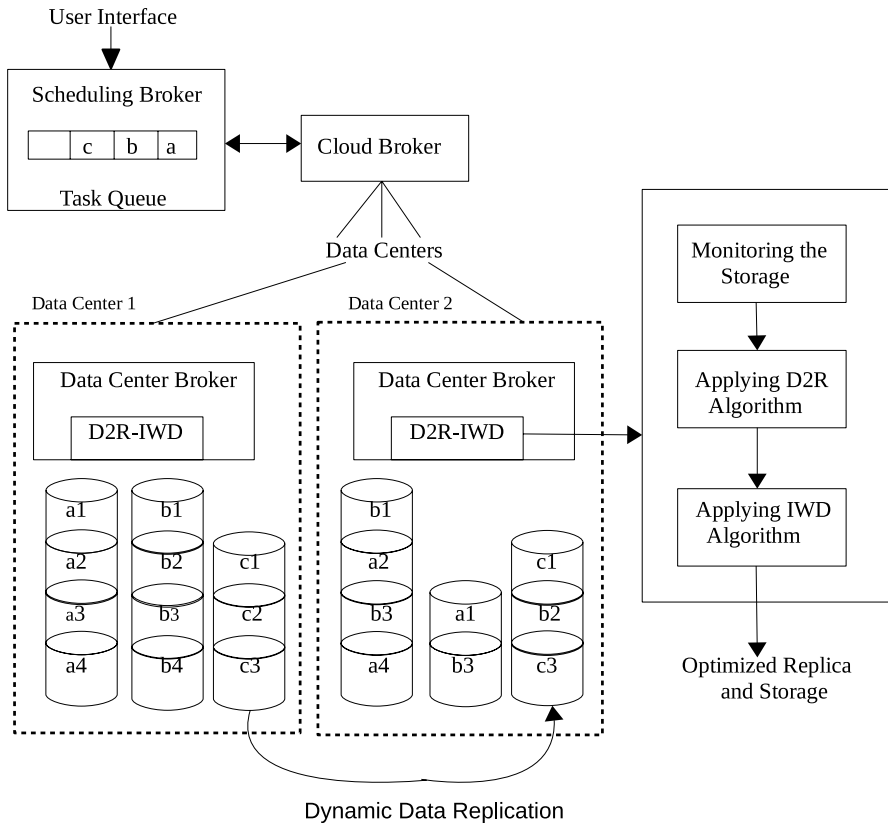 User Interface
Scheduling Broker
c b a
Task Queue
Cloud Broker
Data Centers
Data Center 1
Data Center Broker
D2R-IWD
a1
a2
a3
a4
b1
b2
b3
b4
c1
c2
c3
Data Center 2
Data Center Broker
D2R-IWD
b1
a2
b3
a4
a1
b3
c1
b2
c3
Monitoring the
Storage
Applying D2R
Algorithm
Applying IWD
Algorithm
Optimized Replica
and Storage
Dynamic Data Replication